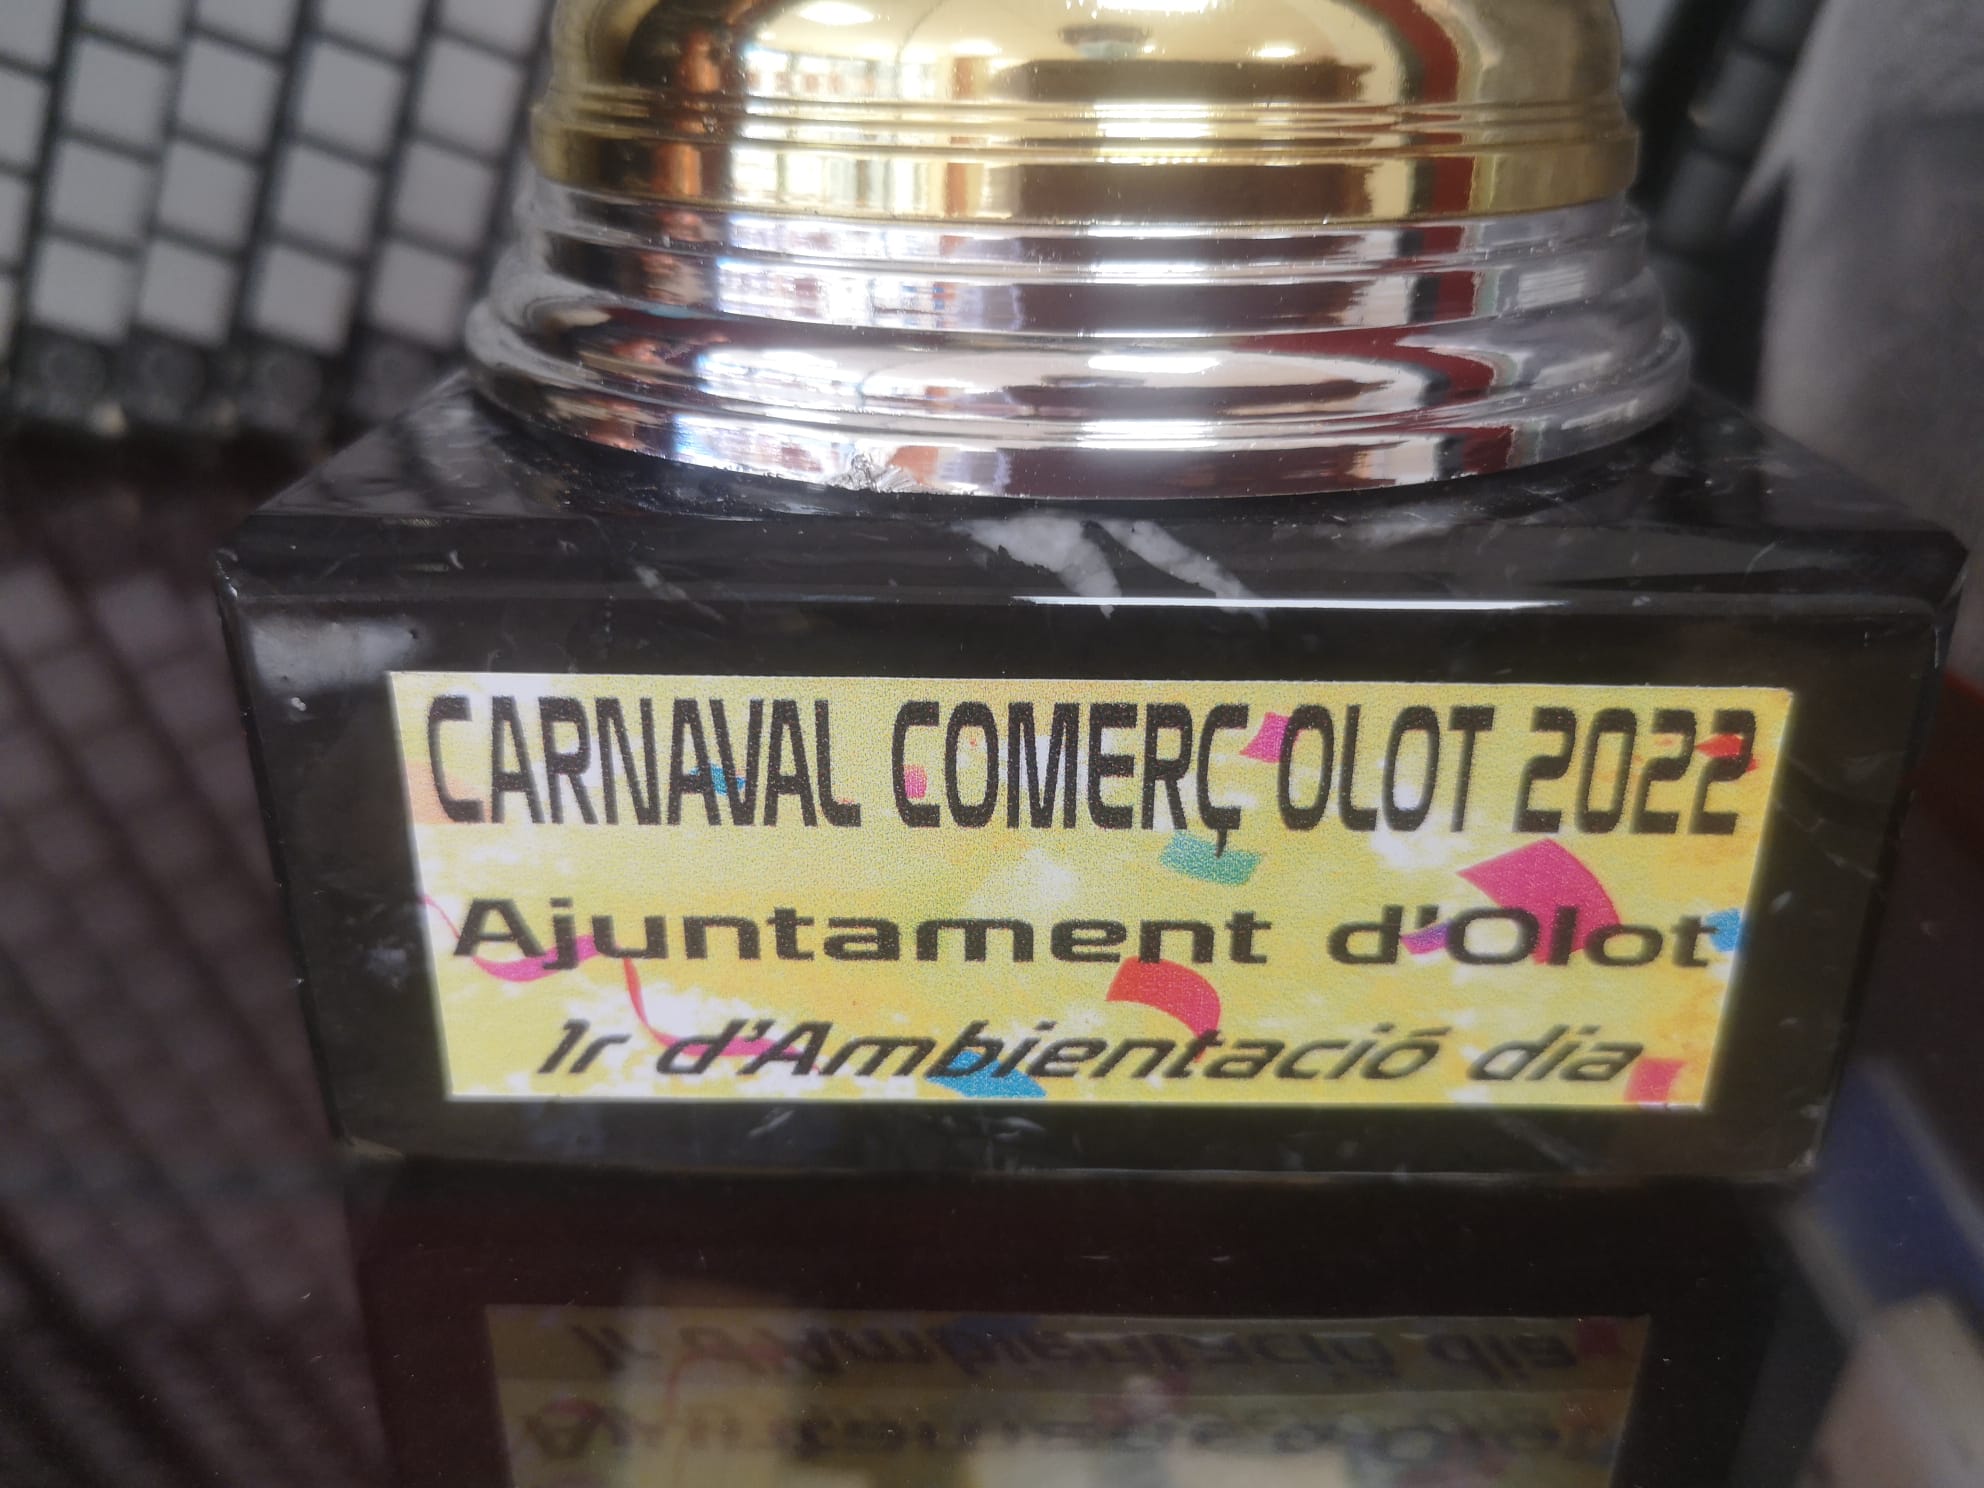 CARNAVAL COMERÇ OLOT 2022
Ajuntament d'Olot
1r d'Ambientació dia